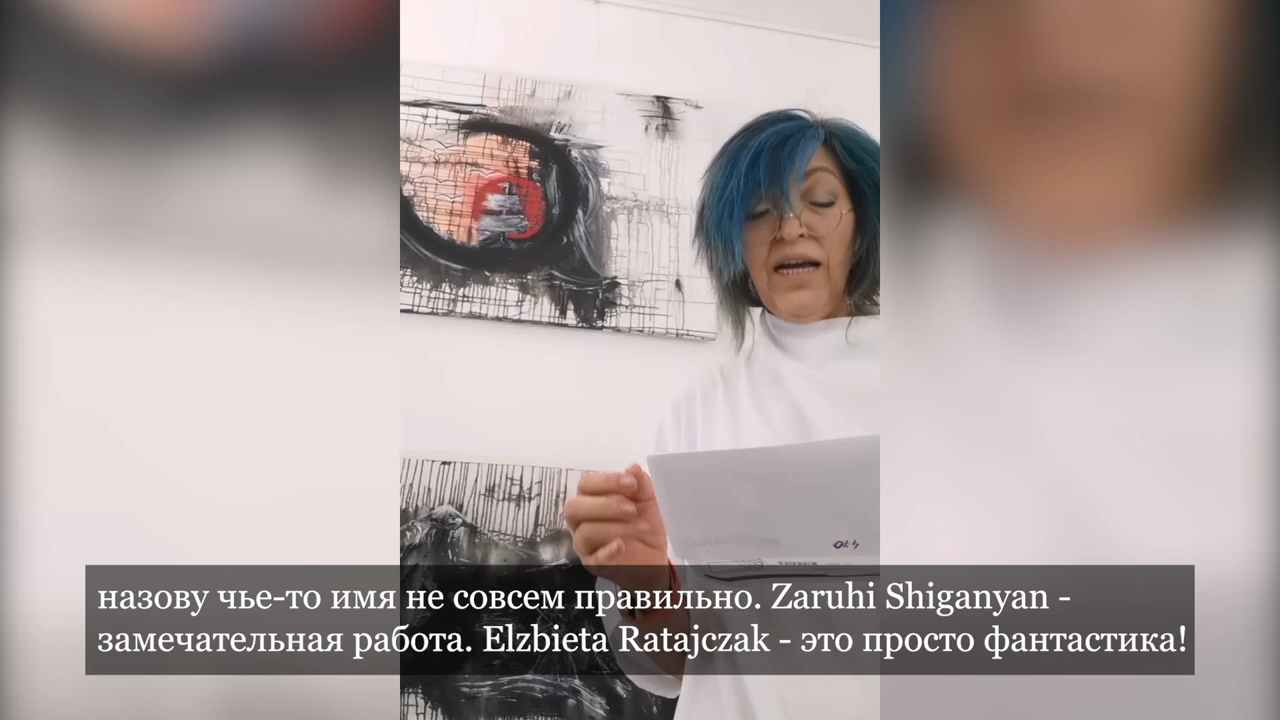 назову чье-то имя не совсем правильно. Zaruhi Shiganyan -
замечательная работа. Elzbieta Ratajczak - это просто фантастика!